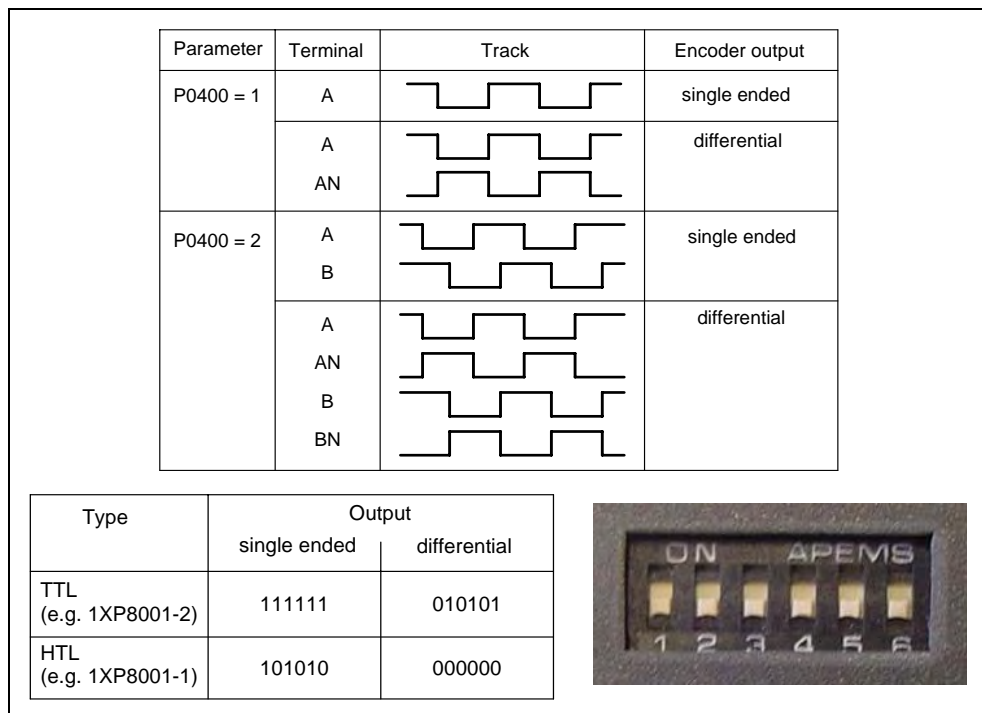 Parameter Terminal Track Encoder output
P0400 = 1 A single ended
A differential
AN
P0400 = 2 A single ended
B
A differential
AN
B
BN
Type Output
single ended differential
TTL
(e.g. 1XP8001-2) 111111 010101
HTL
(e.g. 1XP8001-1) 101010 000000
ON APEMS
1 2 3 4 5 6